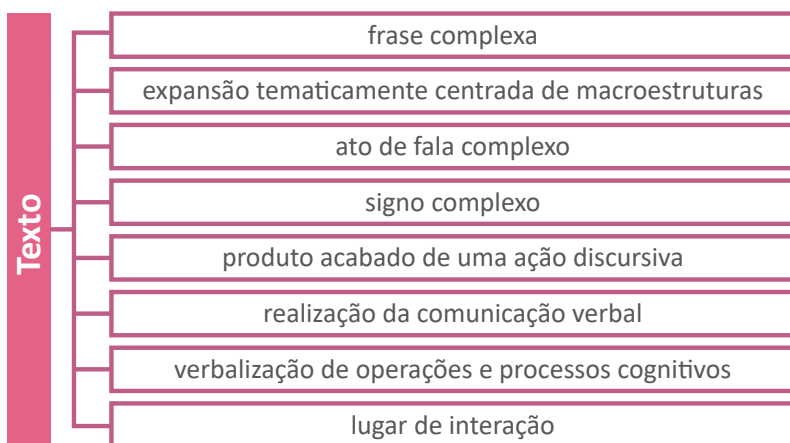 Texto
frase complexa
expansão tematicamente centrada de macroestruturas
ato de fala complexo
signo complexo
produto acabado de uma ação discursiva
realização da comunicação verbal
verbalização de operações e processos cognitivos
lugar de interação